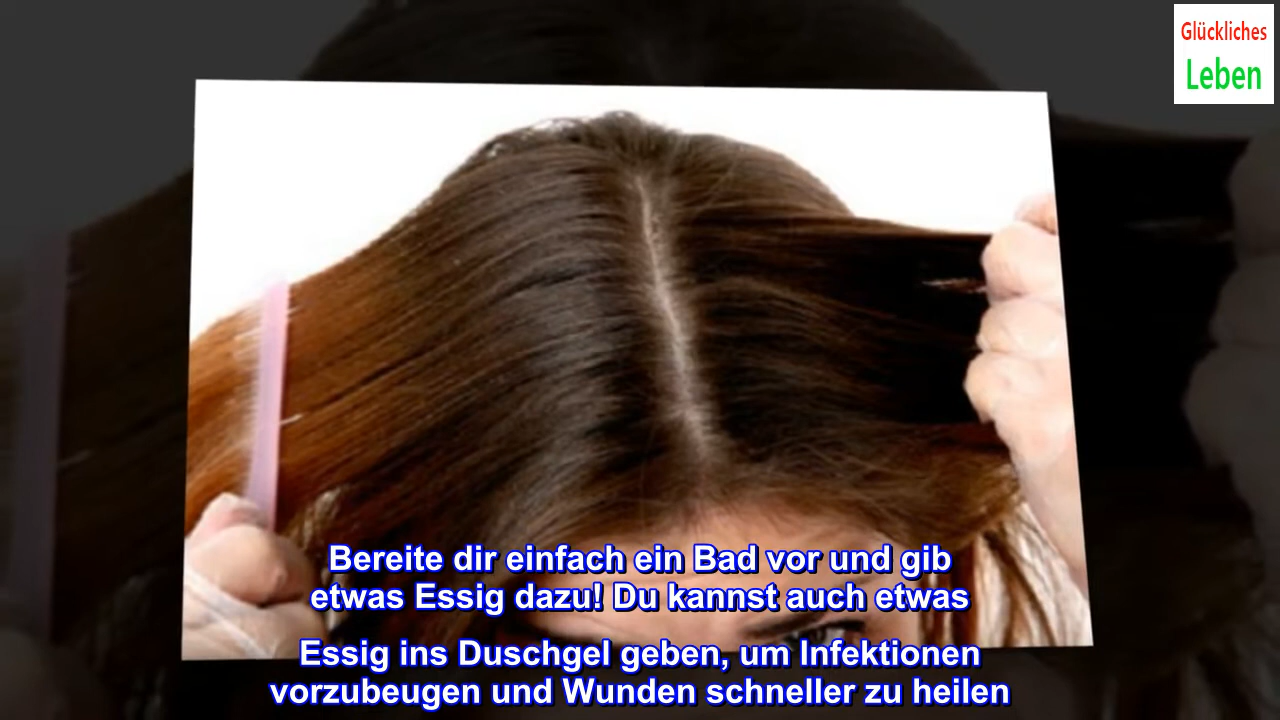 Glückliches
Leben
Bereite dir einfach ein Bad vor und gib
etwas Essig dazu! Du kannst auch etwas
Essig ins Duschgel geben, um Infektionen
vorzubeugen und Wunden schneller zu heilen